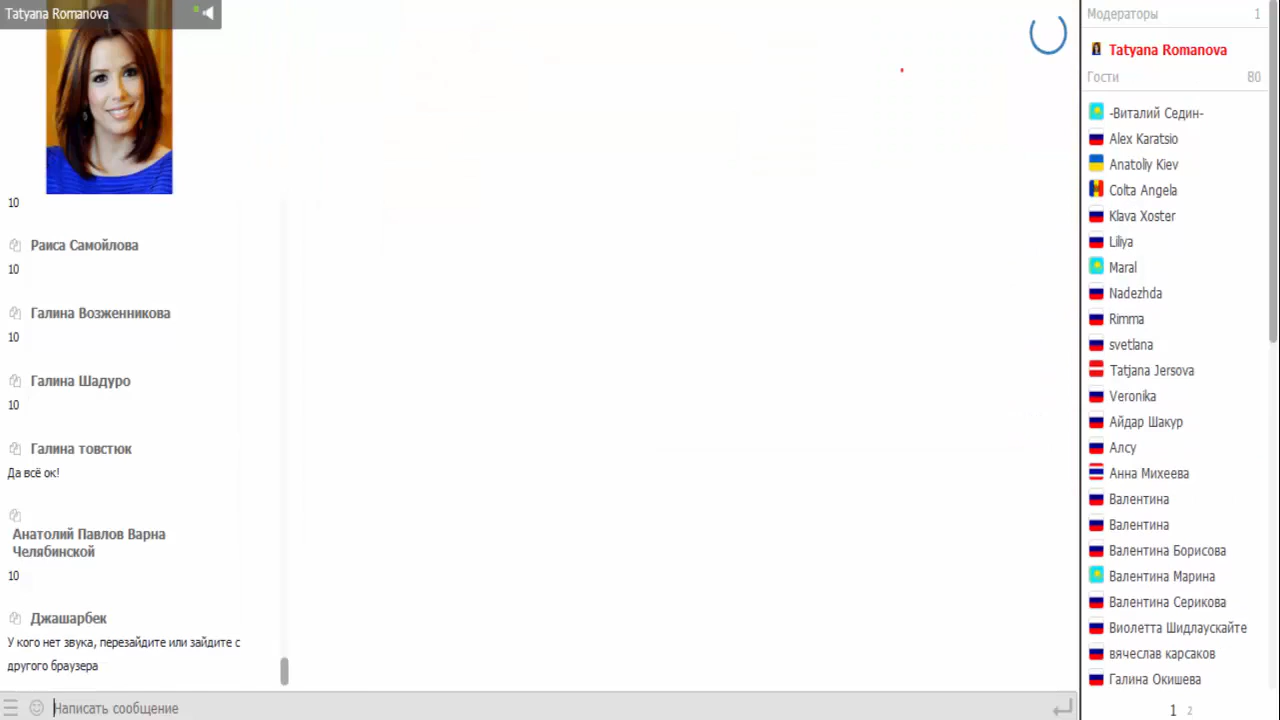 Tatyana Romanova
10
Раиса Самойлова
10
Галина Возженникова
10
Галина Шадуро
10
Галина товстюк
Да всё ок!
Анатолий Павлов Варна
Челябинской
10
Джашарбек
У кого нет звука, перезайдите или зайдите с
другого браузера
Написать сообщение
Модераторы 1
Tatyana Romanova
Гости 80
-Виталий Седин-
Alex Karatsio
Anatoliy Kiev
Colta Angela
Klava Xoster
Liliya
Maral
Nadezhda
Rimma
svetlana
Tatjana Jersova
Veronika
Айдар Шакур
Алсу
Анна Михеева
Валентина
Валентина
Валентина Борисова
Валентина Марина
Валентина Серикова
Виолетта Шидлаускайте
вячеслав карсаков
Галина Окишева
1 2